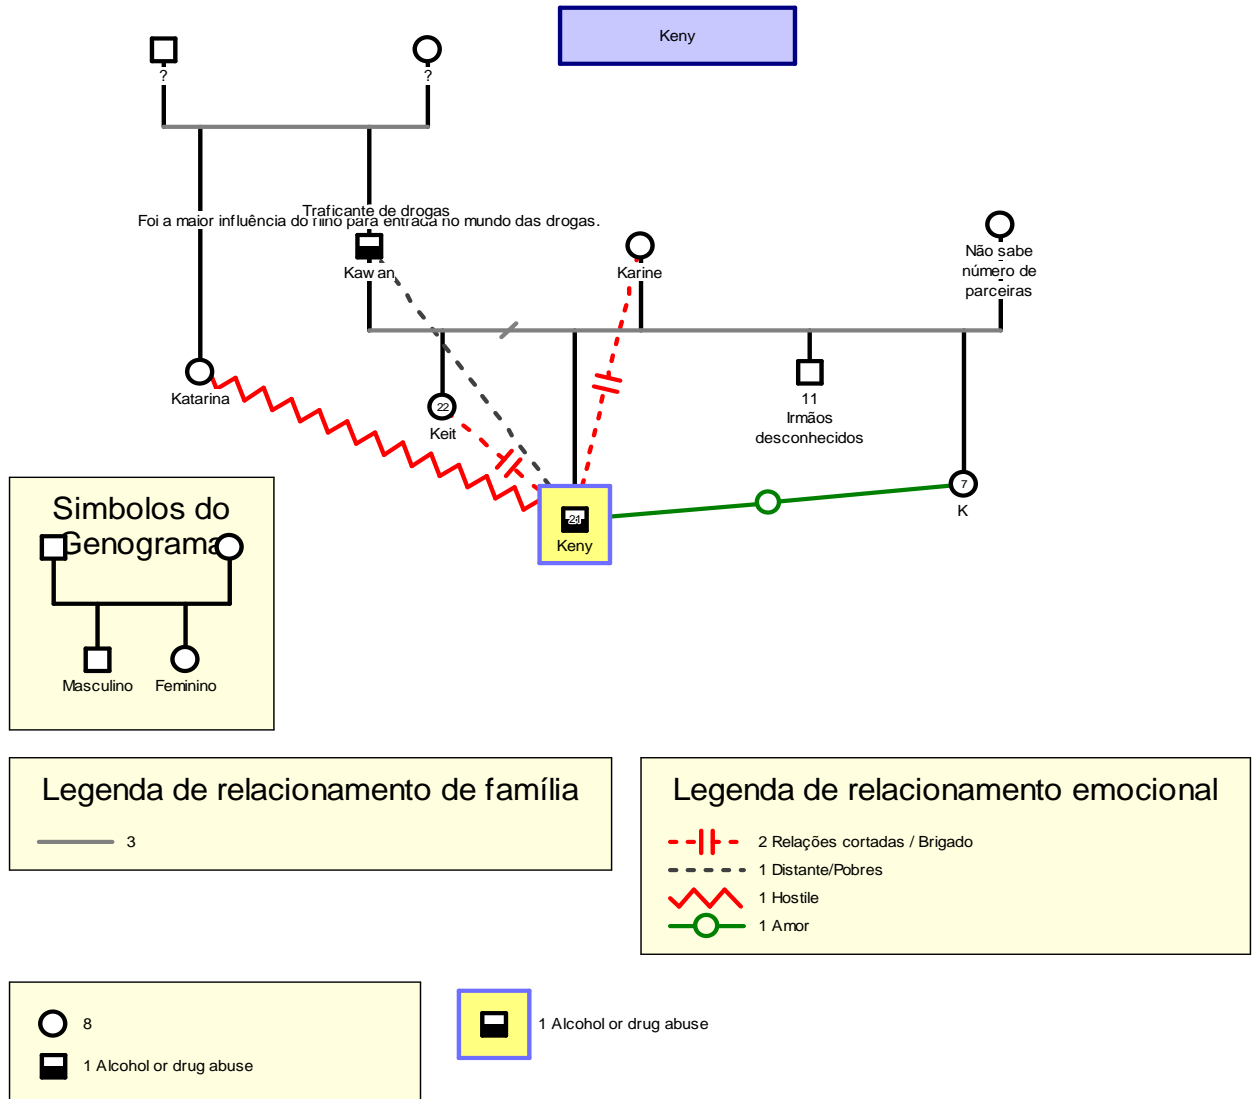 Keny
?
?
Traficante de drogas
Foi a maior influência do filho para entrada no mundo das drogas.
Kawan
Karine
Não sabe
número de
parceiras
Katarina
22
Keit
11
Irmãos
desconhecidos
7
K
21
Keny
Simbolos do
Genograma
Masculino
Feminino
Legenda de relacionamento de família
3
Legenda de relacionamento emocional
2 Relações cortadas / Brigado
1 Distante/Pobres
1 Hostile
1 Amor
8
1 Alcohol or drug abuse
1 Alcohol or drug abuse